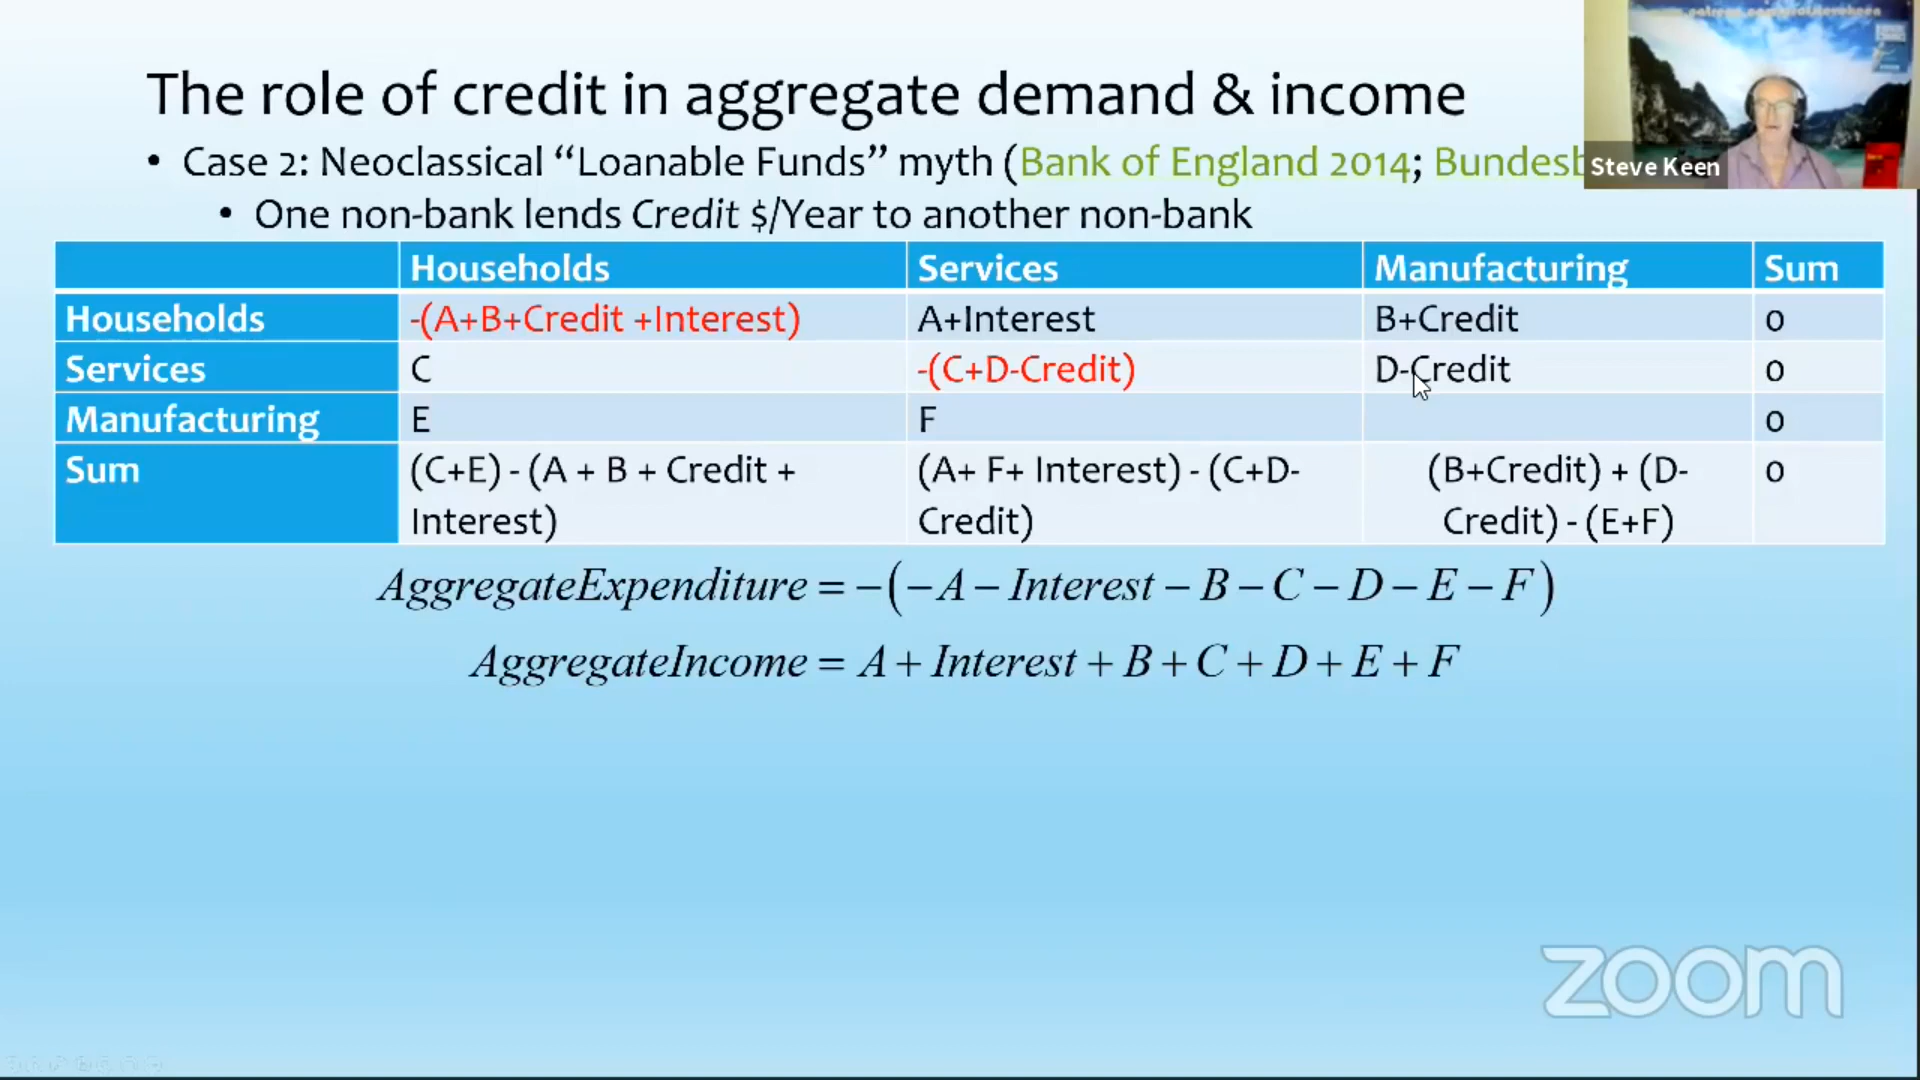 The role of credit in aggregate demand & income
• Case 2: Neoclassical “Loanable Funds” myth (Bank of England 2014;
Steve Keen
• One non-bank lends Credit $/Year to another non-bank
Households Services Manufacturing Sum
Households -(A+B+Credit +Interest) A+Interest B+Credit 0
Services C -(C+D-Credit) D-Credit 0
Manufacturing E F 0
Sum (C+E) - (A + B + Credit + (A+ F+ Interest) - (C+D- (B+Credit) + (D- 0
Interest) Credit) Credit) - (E+F)
AggregateExpenditure = -(-A - Interest - B - C - D - E - F)
AggregateIncome = A + Interest + B + C + D + E + F
zoom